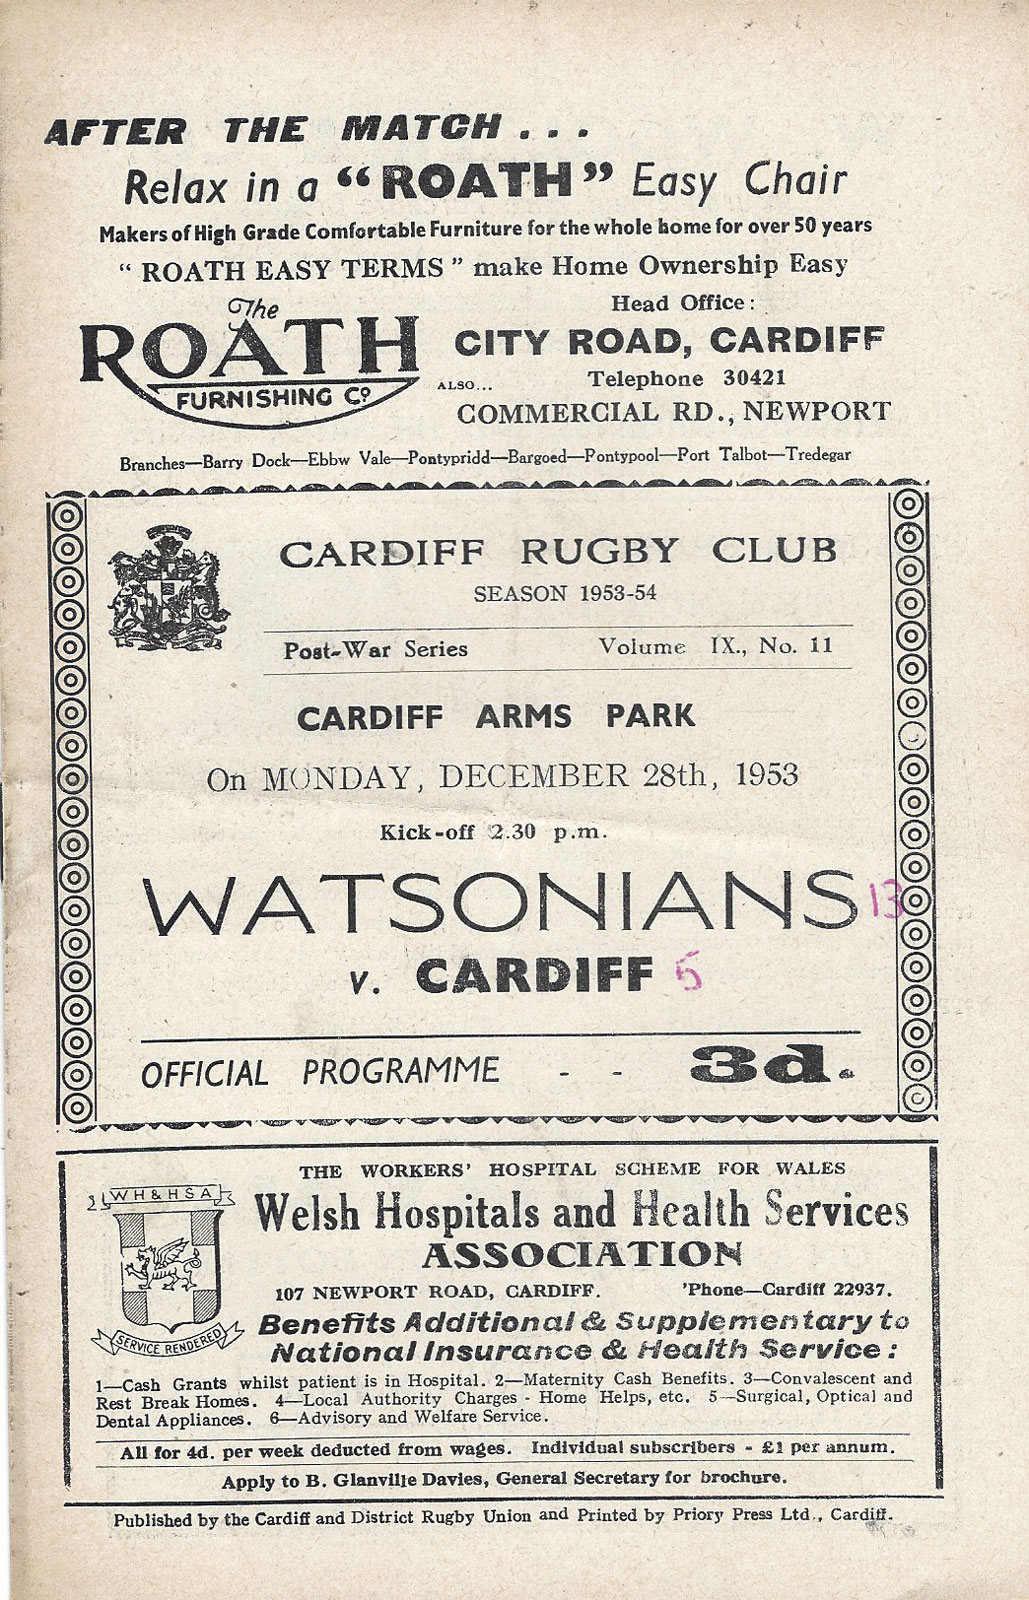 AFTER THE MATCH . . .
Relax in a "ROATH" Easy Chair
Makers of High Grade Comfortable Furniture for the whole home for over 50 years
" ROATH EASY TERMS " make Home Ownership Easy
The
ROATH
FURNISHING Co.
Head Office :
CITY ROAD, CARDIFF
Telephone 30421
ALSO...
COMMERCIAL RD., NEWPORT
Branches—Barry Dock—Ebbw Vale—Pontypridd—Bargoed—Pontypool—Port Talbot—Tredegar
CARDIFF RUGBY CLUB
SEASON 1953-54
Post-War Series Volume IX., No. 11
CARDIFF ARMS PARK
On MONDAY, DECEMBER 28th, 1953
Kick-off 2.30 p.m.
WATSONIANS 13
v. CARDIFF 5
OFFICIAL PROGRAMME - - 3d.
THE WORKERS' HOSPITAL SCHEME FOR WALES
WH&HSA
Welsh Hospitals and Health Services
ASSOCIATION
107 NEWPORT ROAD, CARDIFF. 'Phone—Cardiff 22937.
SERVICE RENDERED
Benefits Additional & Supplementary to
National Insurance & Health Service :
1—Cash Grants whilst patient is in Hospital. 2—Maternity Cash Benefits. 3—Convalescent and
Rest Break Homes. 4—Local Authority Charges - Home Helps, etc. 5—Surgical, Optical and
Dental Appliances. 6—Advisory and Welfare Service.
All for 4d. per week deducted from wages. Individual subscribers - £1 per annum.
Apply to B. Glanville Davies, General Secretary for brochure.
Published by the Cardiff and District Rugby Union and Printed by Priory Press Ltd., Cardiff.